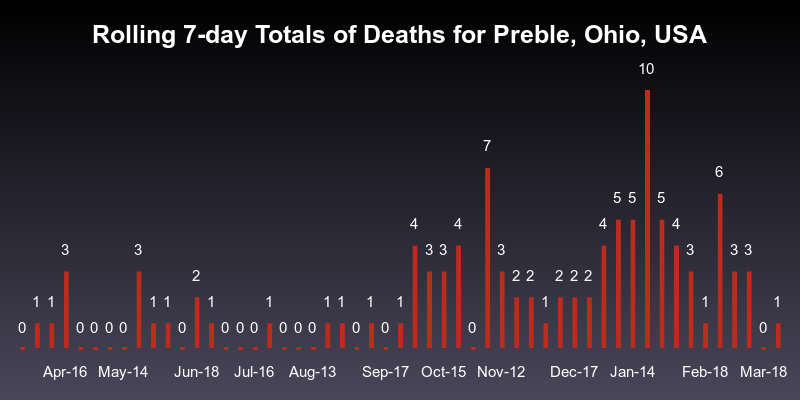 Rolling 7-day Totals of Deaths for Preble, Ohio, USA
10
7
6
5 5 5
4 4 4 4
3 3 3 3 3 3 3 3
2 2 2 2 2 2
1 1 1 1 1 1 1 1 1 1 1 1 1
0 0 0 0 0 0 0 0 0 0 0 0 0 0 0 0
Apr-16 May-14 Jun-18 Jul-16 Aug-13 Sep-17 Oct-15 Nov-12 Dec-17 Jan-14 Feb-18 Mar-18